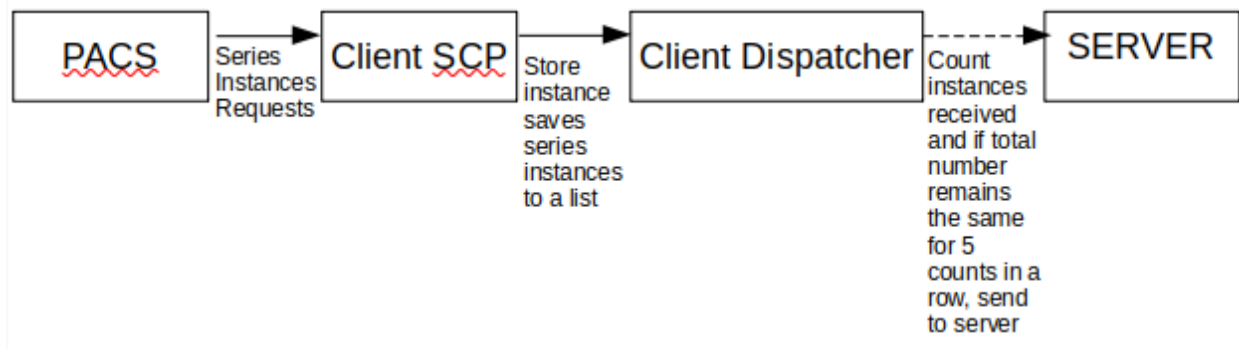 PACS
Series
Instances
Requests
Client SCP
Store
instance
saves
series
instances
to a list
Client Dispatcher
Count
instances
received
and if total
number
remains
the same
for 5
counts in a
row, send
to server
SERVER